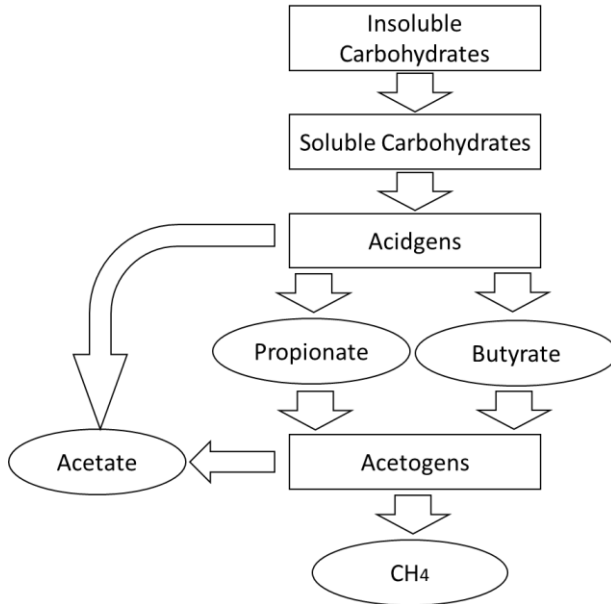 Insoluble
Carbohydrates
Soluble Carbohydrates
Acidgens
Propionate
Butyrate
Acetate
Acetogens
CH4